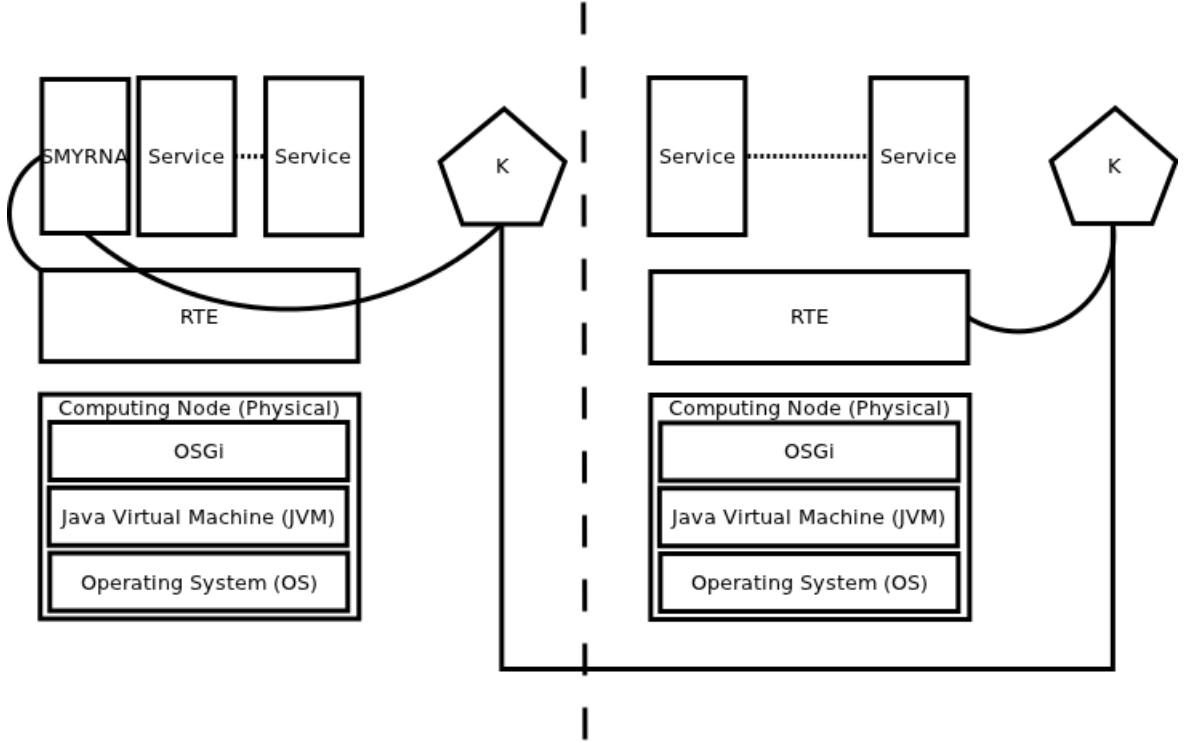 SMYRNA
Service
Service
K
RTE
Computing Node (Physical)
OSGi
Java Virtual Machine (JVM)
Operating System (OS)
Service
Service
K
RTE
Computing Node (Physical)
OSGi
Java Virtual Machine (JVM)
Operating System (OS)